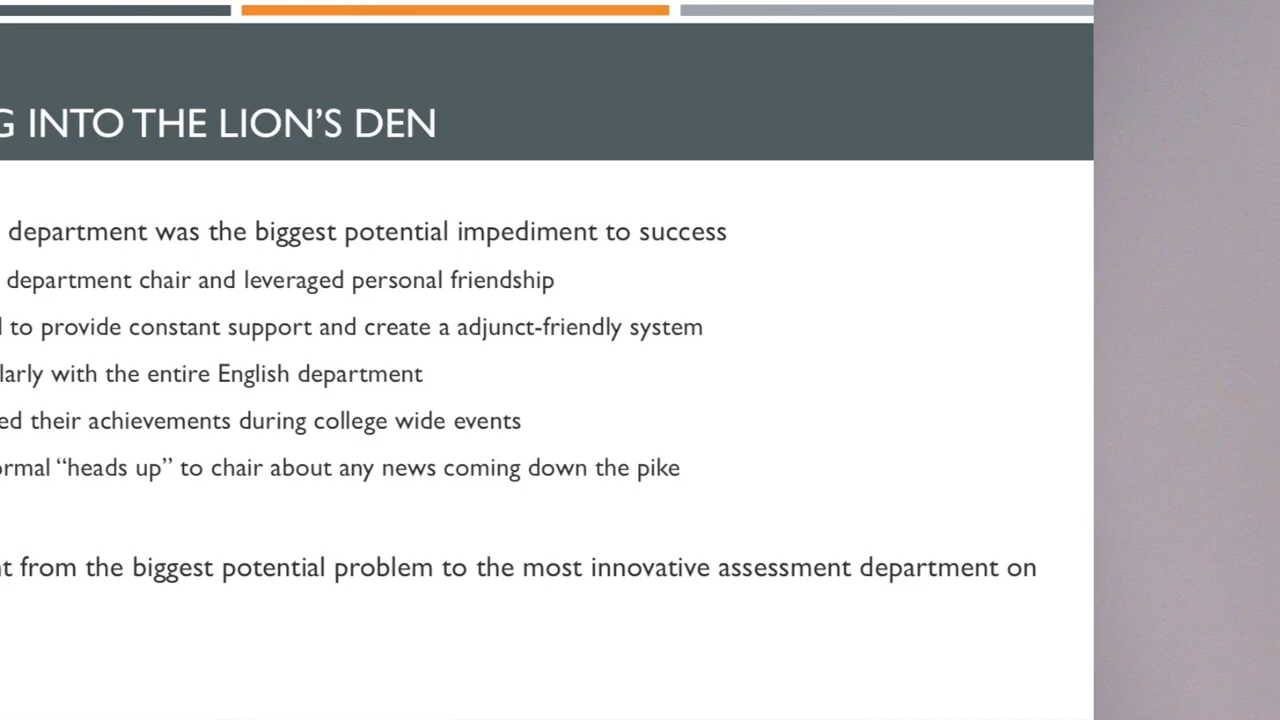 INTO THE LION'S DEN
department was the biggest potential impediment to success
department chair and leveraged personal friendship
to provide constant support and create a adjunct-friendly system
with the entire English department
their achievements during college wide events
“heads up” to chair about any news coming down the pike
from the biggest potential problem to the most innovative assessment department on